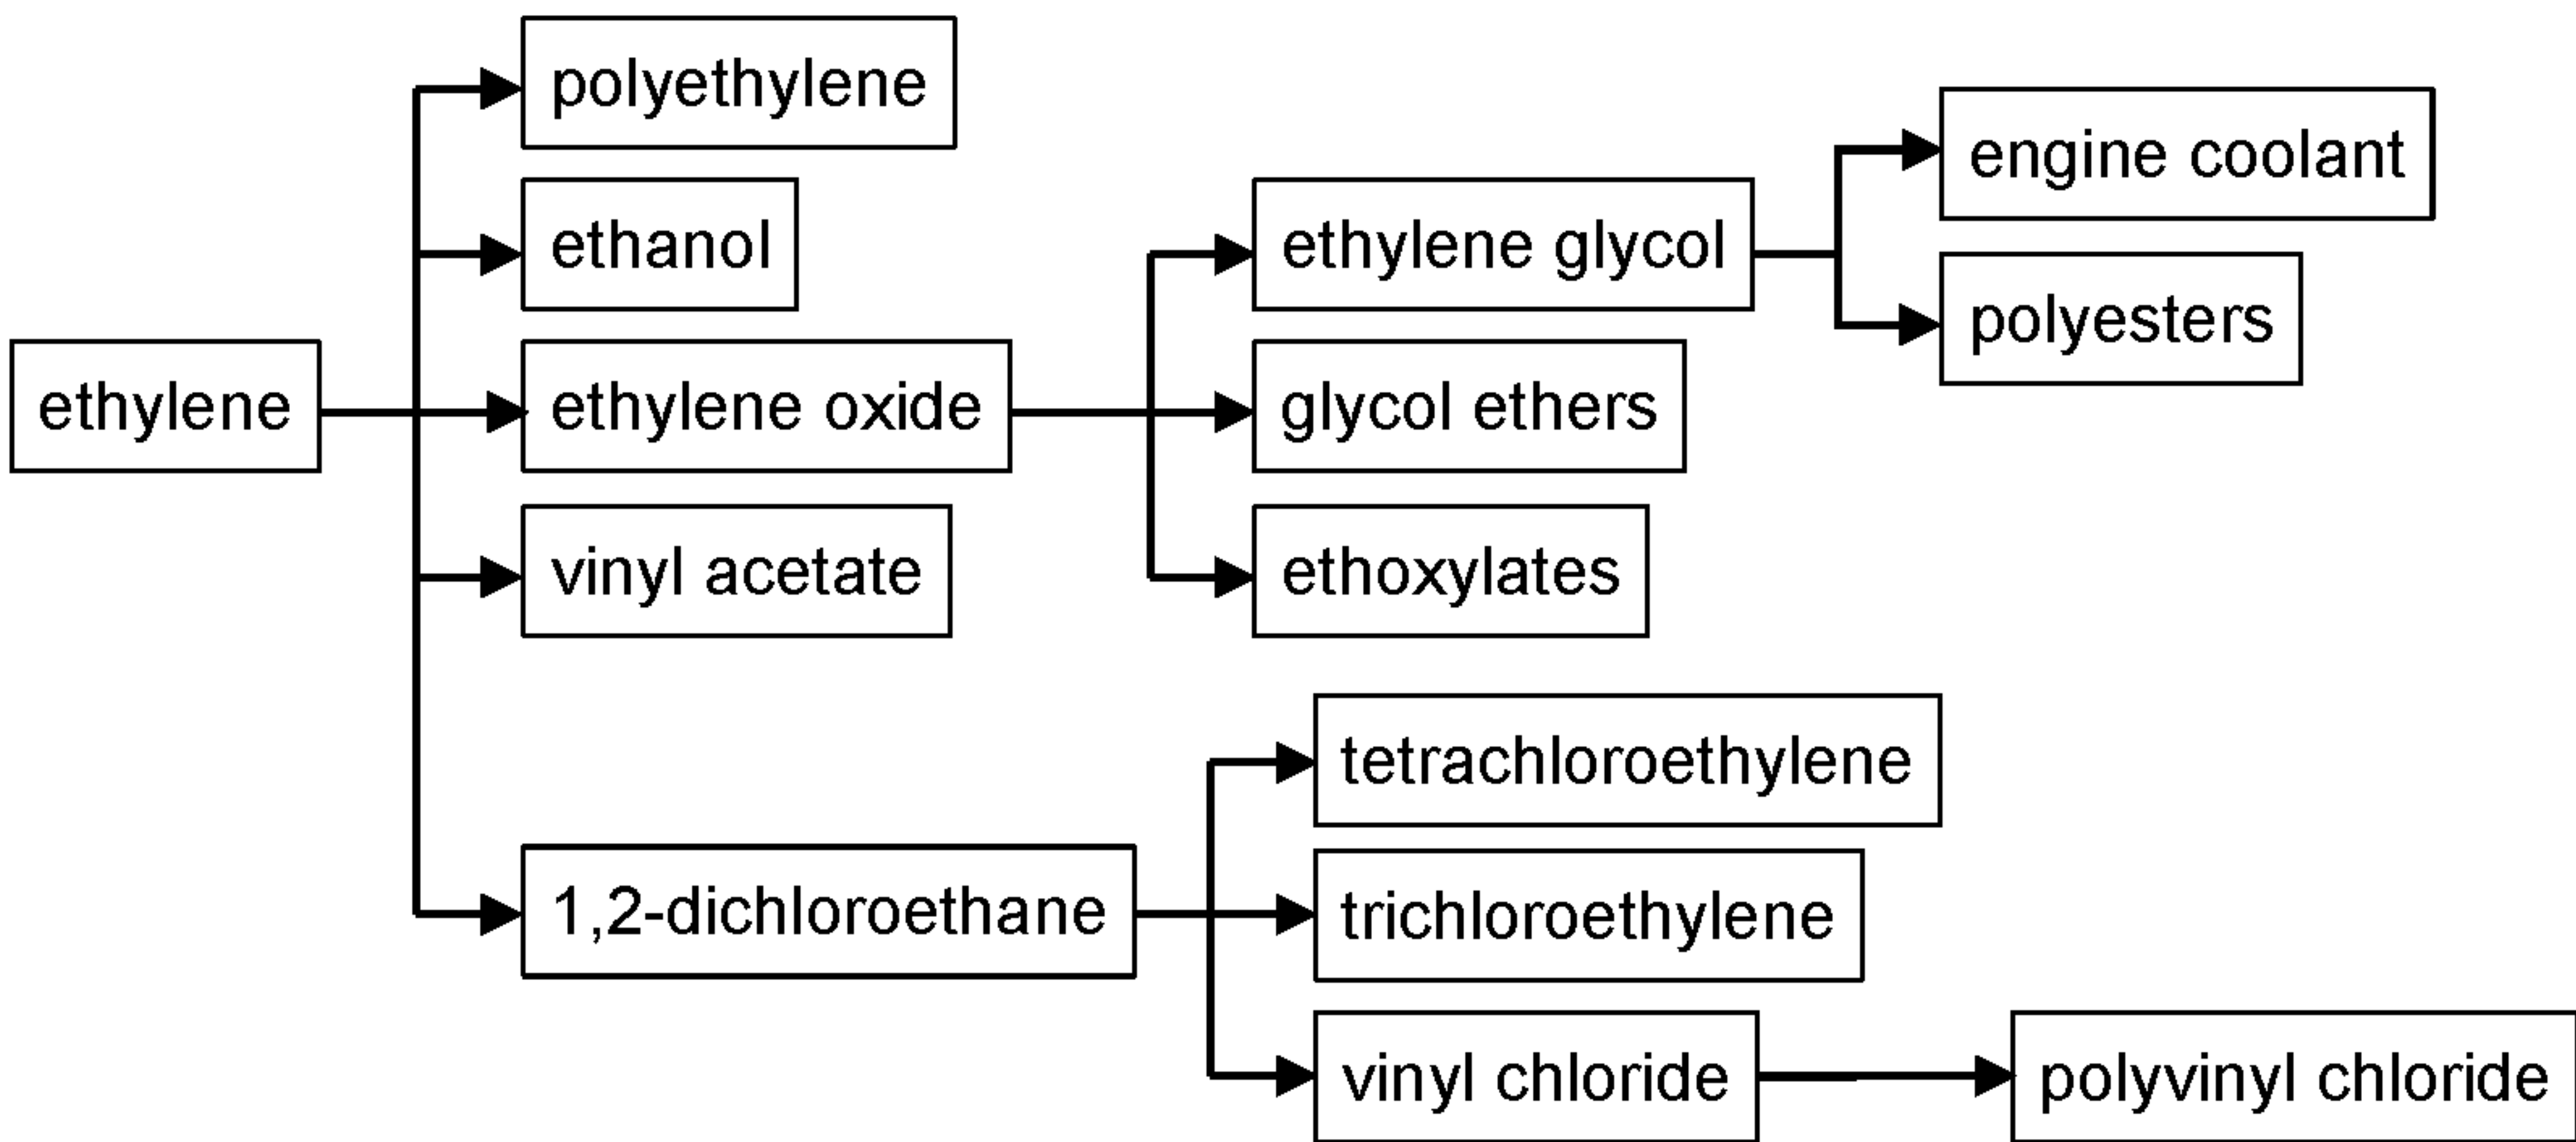 polyethylene
engine coolant
ethanol
ethylene glycol
polyesters
ethylene
ethylene oxide
glycol ethers
vinyl acetate
ethoxylates
tetrachloroethylene
1,2-dichloroethane
trichloroethylene
vinyl chloride
polyvinyl chloride